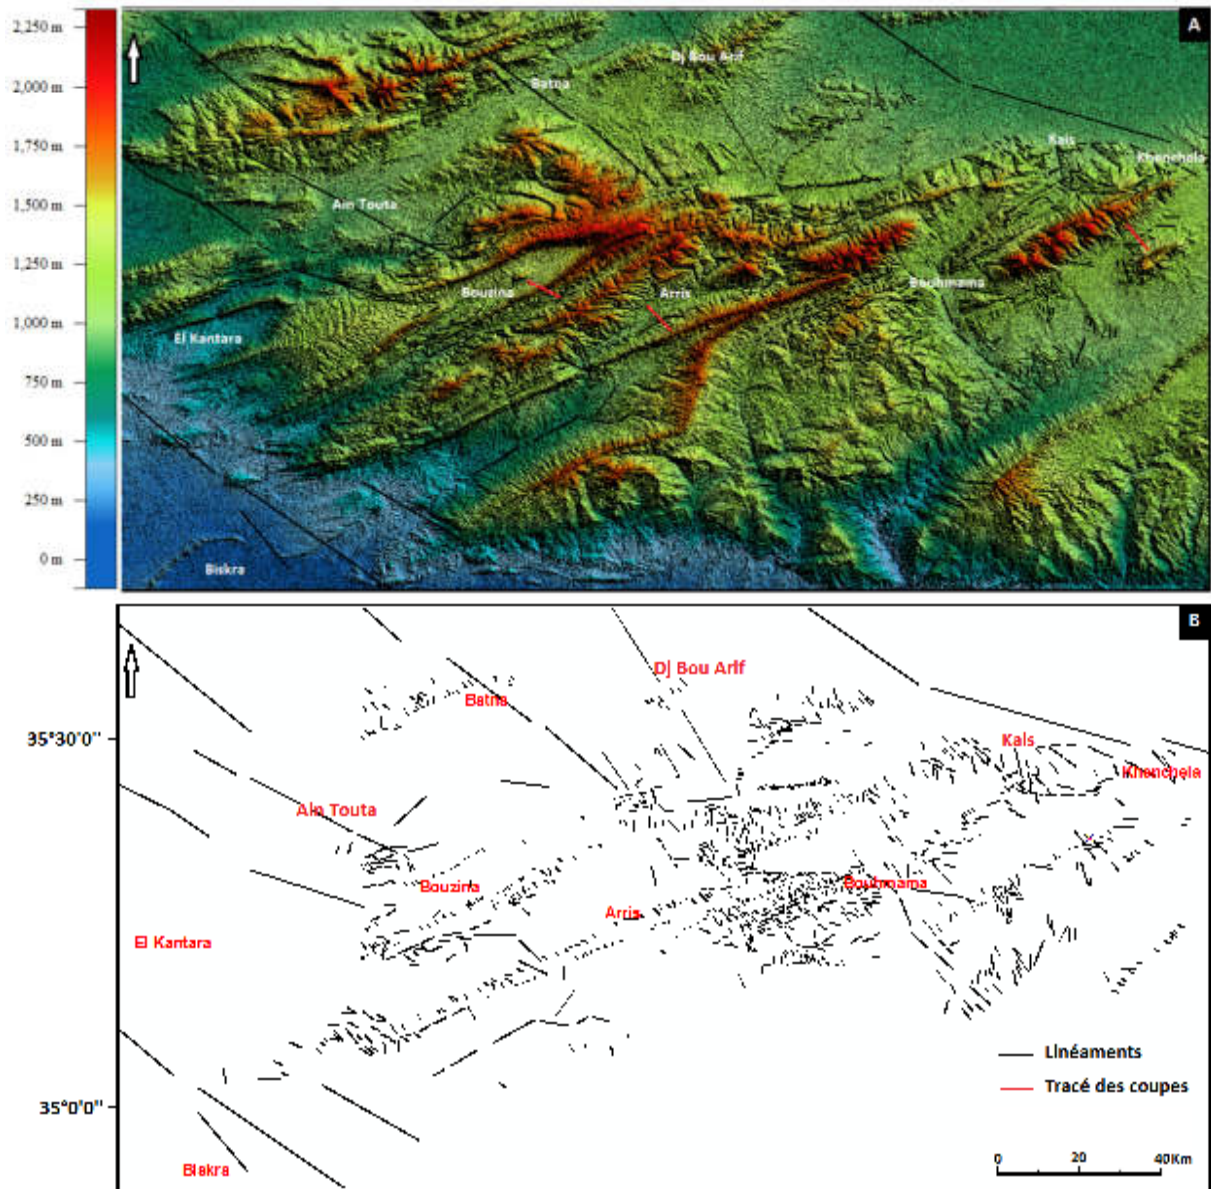 2,250 m
A
Dj Bou Arif
2,000 m
Batna
1,750 m
Kais
Khenchela
1,500 m
Ain Touta
1,250 m
Bouzina
Arris
Bouhmama
1,000 m
El Kantara
750 m
500 m
250 m
0 m
Biskra
B
Dj Bou Arif
Batna
35°30'0"
Kais
Khenchela
Ain Touta
Bouzina
Bouhmama
Arris
El Kantara
Linéaments
Tracé des coupes
35°0'0"
Biskra
0 20 40 Km